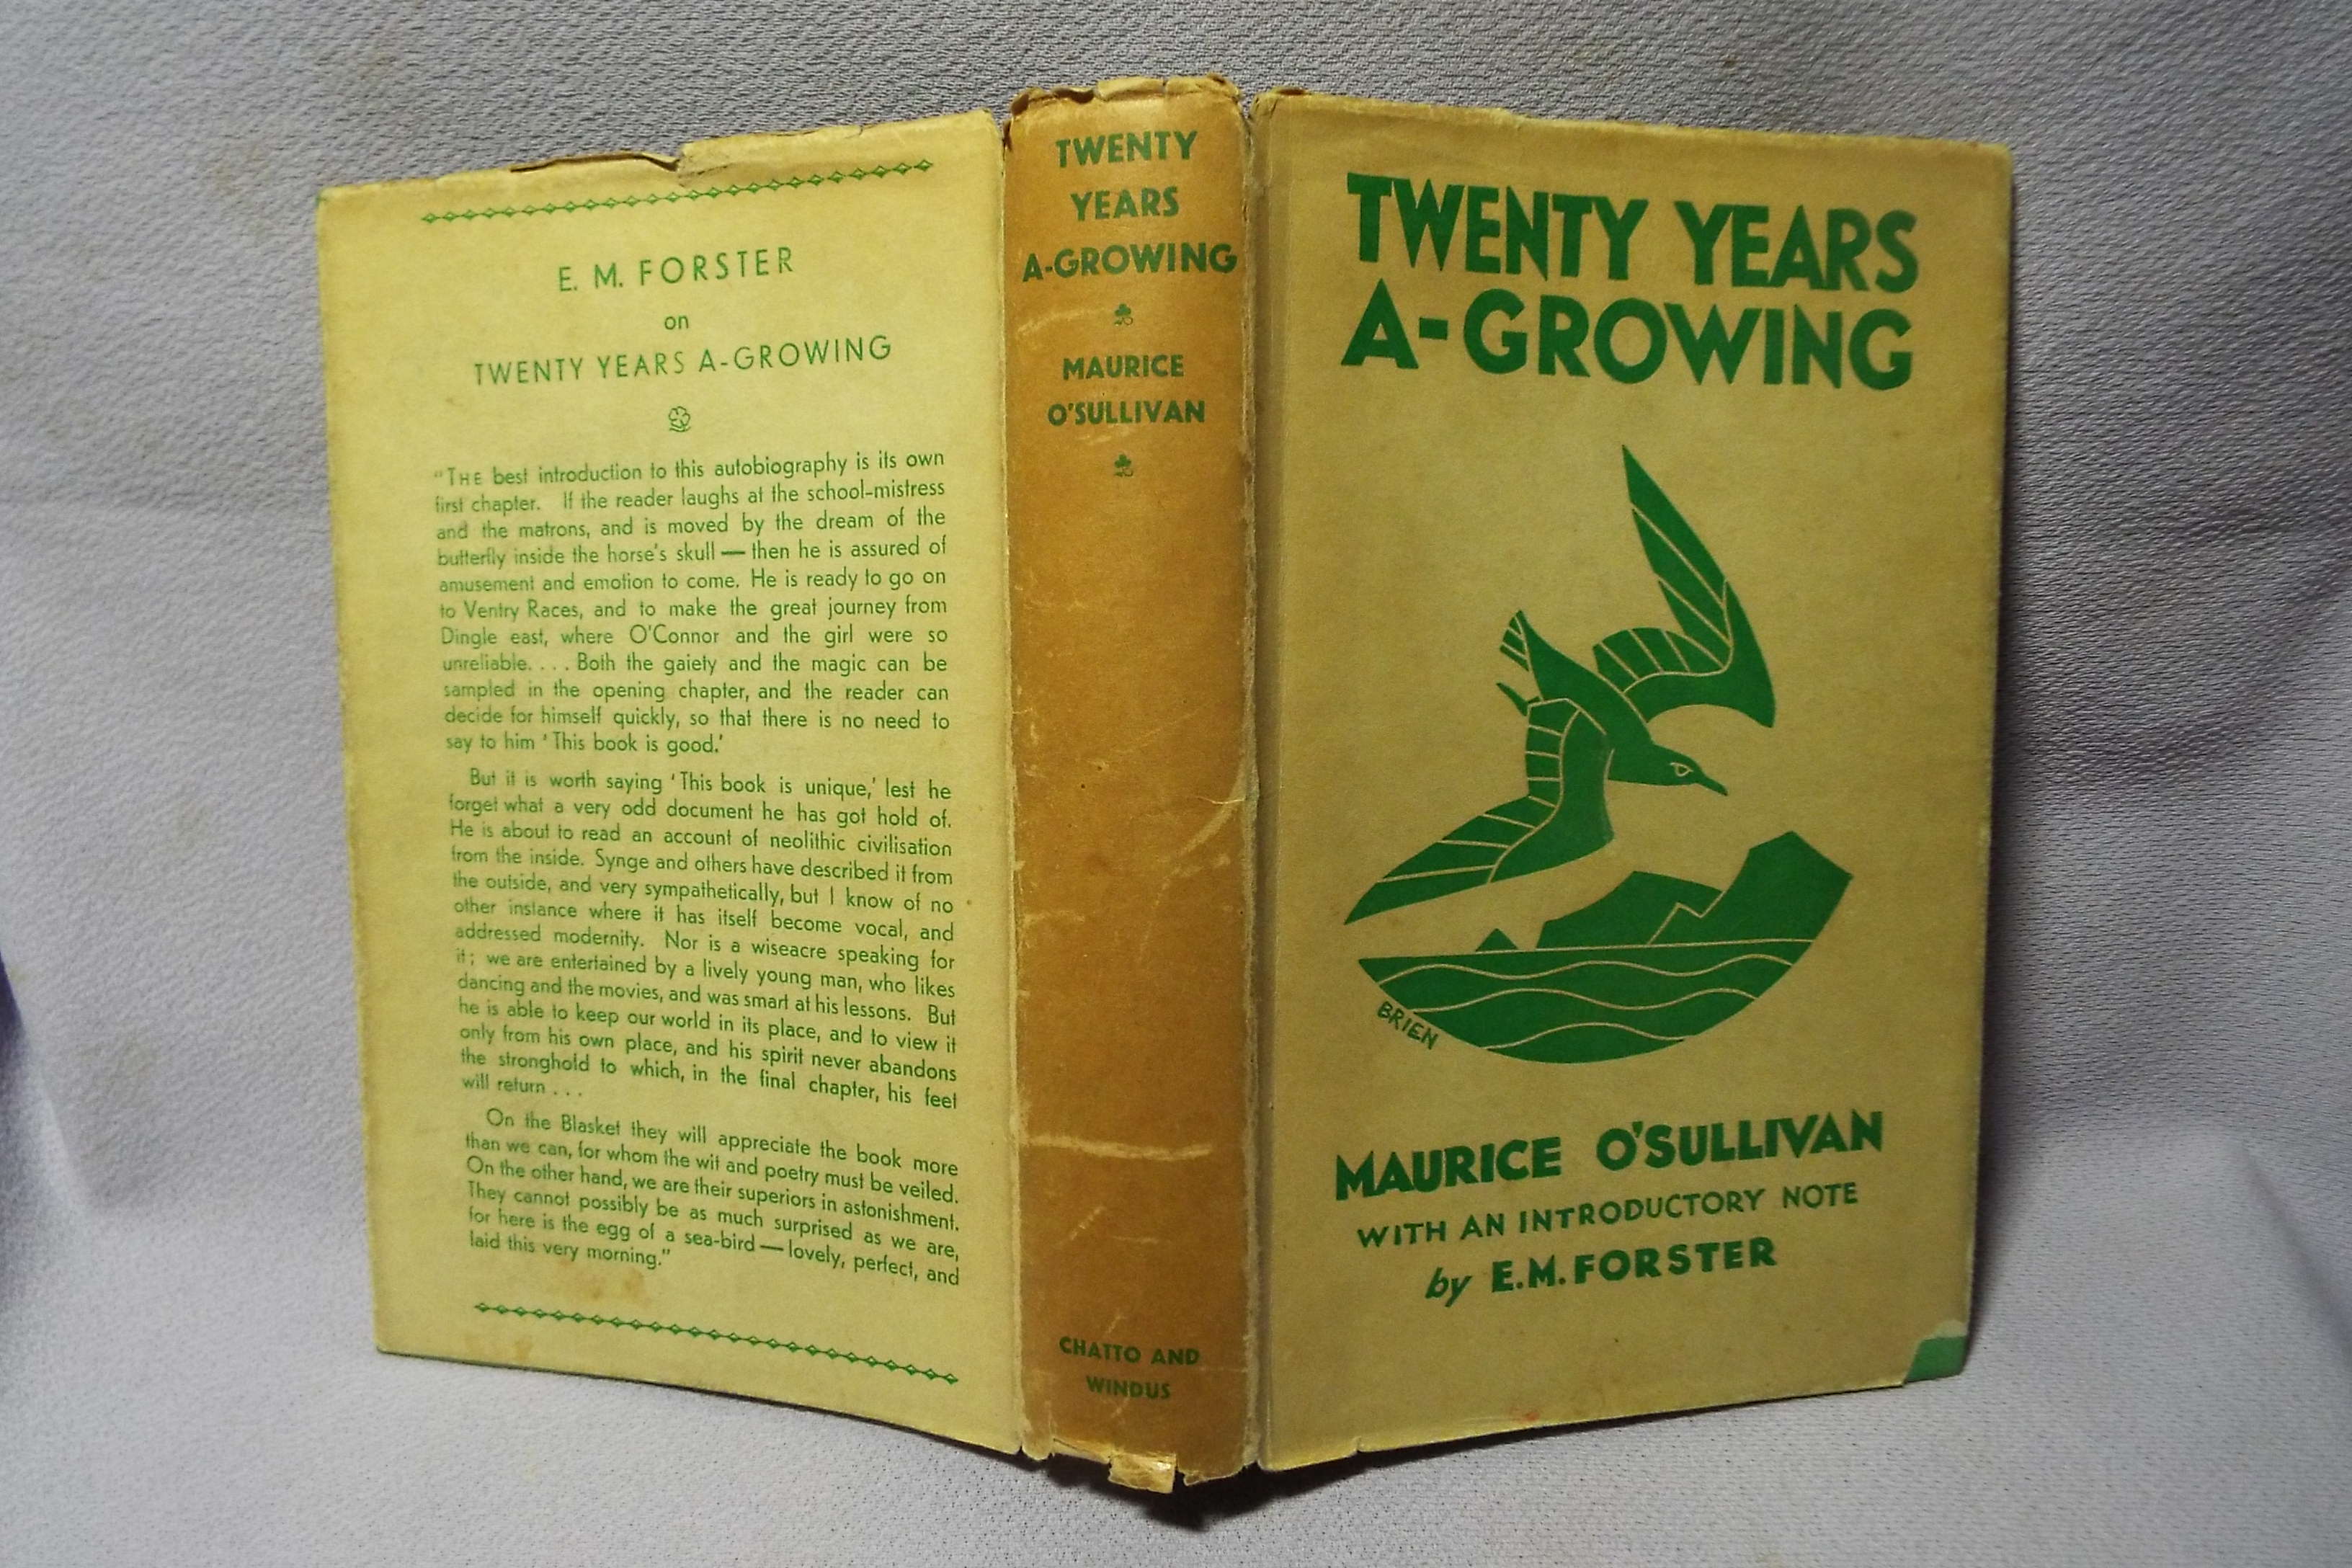 E. M. FORSTER
on
TWENTY YEARS A-GROWING
“THE best introduction to this autobiography is its own
first chapter. If the reader laughs at the school-mistress
and the matrons, and is moved by the dream of the
butterfly inside the horse's skull — then he is assured of
amusement and emotion to come. He is ready to go on
to Ventry Races, and to make the great journey from
Dingle east, where O'Connor and the girl were so
unreliable. . . . Both the gaiety and the magic can be
sampled in the opening chapter, and the reader can
decide for himself quickly, so that there is no need to
say to him ‘This book is good.’
But it is worth saying ‘This book is unique,’ lest he
forget what a very odd document he has got hold of.
He is about to read an account of neolithic civilisation
from the inside. Synge and others have described it from
the outside, and very sympathetically, but I know of no
other instance where it has itself become vocal, and
addressed modernity. Nor is a wiseacre speaking for
it; we are entertained by a lively young man, who likes
dancing and the movies, and was smart at his lessons. But
he is able to keep our world in its place, and to view it
only from his own place, and his spirit never abandons
the stronghold to which, in the final chapter, his feet
will return . . .
On the Blasket they will appreciate the book more
than we can, for whom the wit and poetry must be veiled.
On the other hand, we are their superiors in astonishment.
They cannot possibly be as much surprised as we are,
for here is the egg of a sea-bird — lovely, perfect, and
laid this very morning.”
TWENTY
YEARS
A-GROWING
MAURICE
O'SULLIVAN
CHATTO AND
WINDUS
TWENTY YEARS
A-GROWING
BRIEN
MAURICE O'SULLIVAN
WITH AN INTRODUCTORY NOTE
by E.M. FORSTER